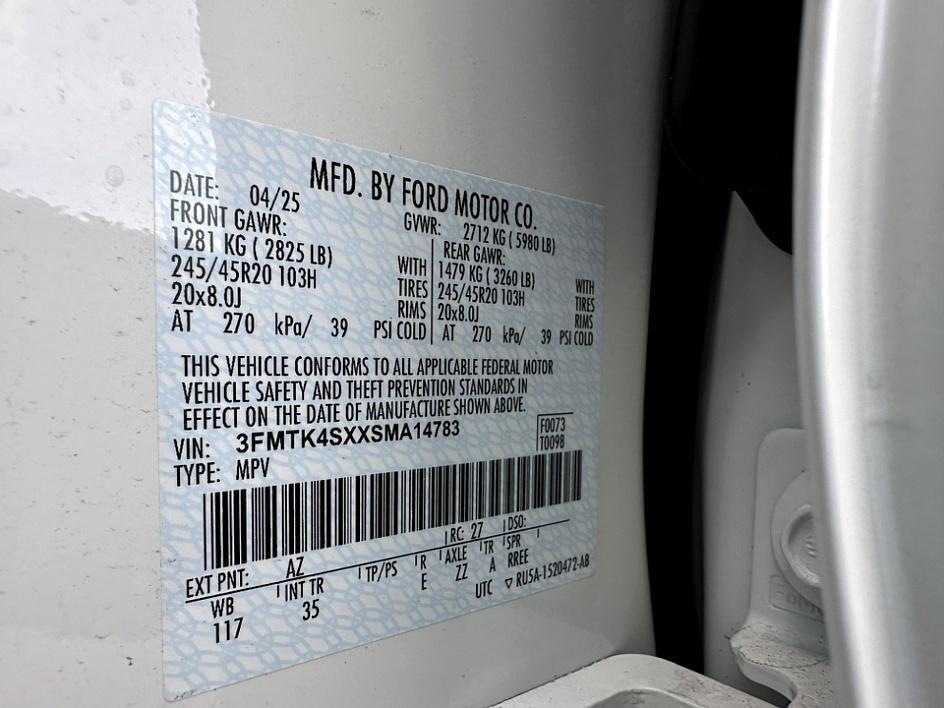 MFD. BY FORD MOTOR CO.
DATE: 04/25 GVWR: 2712 KG ( 5980 LB)
FRONT GAWR: REAR GAWR:
1281 KG ( 2825 LB) WITH 1479 KG ( 3260 LB) WITH
245/45R20 103H TIRES 245/45R20 103H TIRES
20x8.0J RIMS 20x8.0J RIMS
AT 270 kPa/ 39 PSI COLD AT 270 kPa/ 39 PSI COLD
THIS VEHICLE CONFORMS TO ALL APPLICABLE FEDERAL MOTOR
VEHICLE SAFETY AND THEFT PREVENTION STANDARDS IN
EFFECT ON THE DATE OF MANUFACTURE SHOWN ABOVE.
VIN: 3FMTK4SXXSMA14783 F0073
TYPE: MPV T0098
EXT PNT: AZ RC: 27 DSO:
WB INT TR TP/PS R AXLE TR SPR
117 35 E ZZ A RREE
UTC ▽ RU5A-1520472-AB